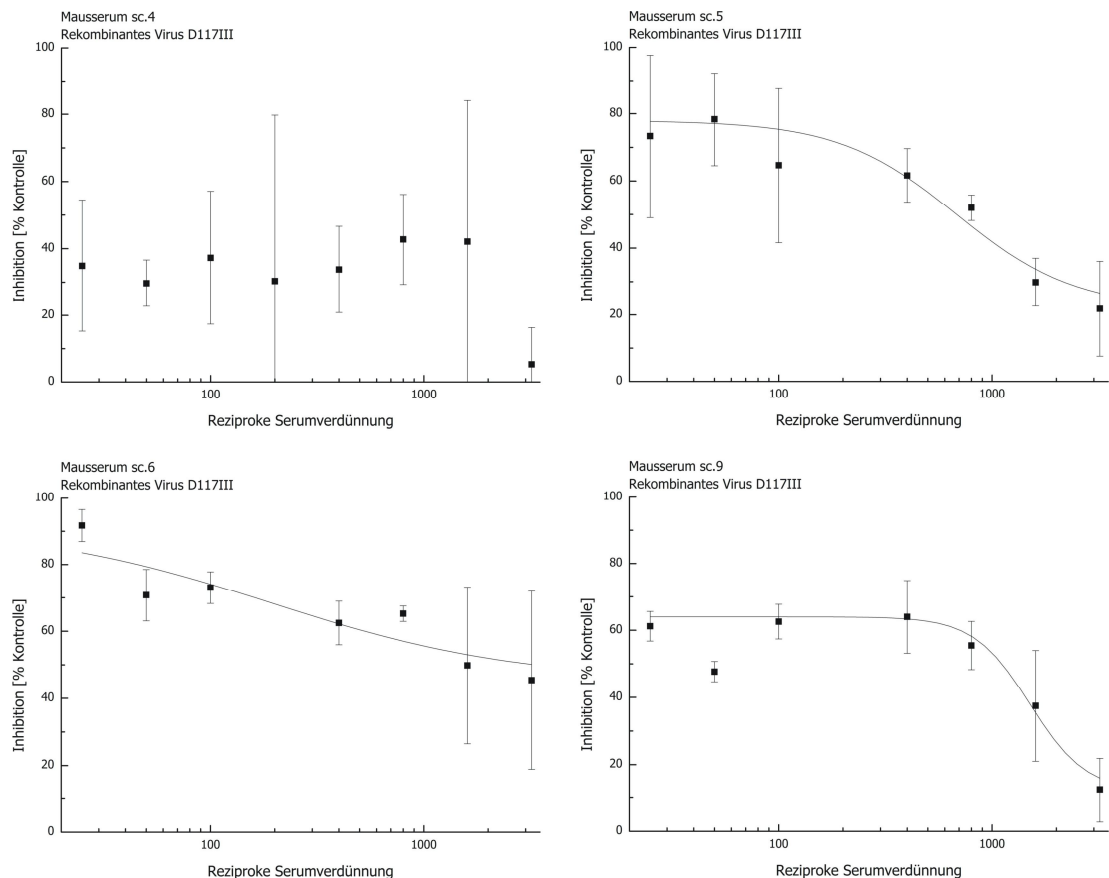 Mausserum sc.4
Rekombinantes Virus D117III
100
80
60
40
20
0
Inhibition [% Kontrolle]
100
1000
Reziproke Serumverdünnung
Mausserum sc.5
Rekombinantes Virus D117III
100
80
60
40
20
0
Inhibition [% Kontrolle]
100
1000
Reziproke Serumverdünnung
Mausserum sc.6
Rekombinantes Virus D117III
100
80
60
40
20
0
Inhibition [% Kontrolle]
100
1000
Reziproke Serumverdünnung
Mausserum sc.9
Rekombinantes Virus D117III
100
80
60
40
20
0
Inhibition [% Kontrolle]
100
1000
Reziproke Serumverdünnung